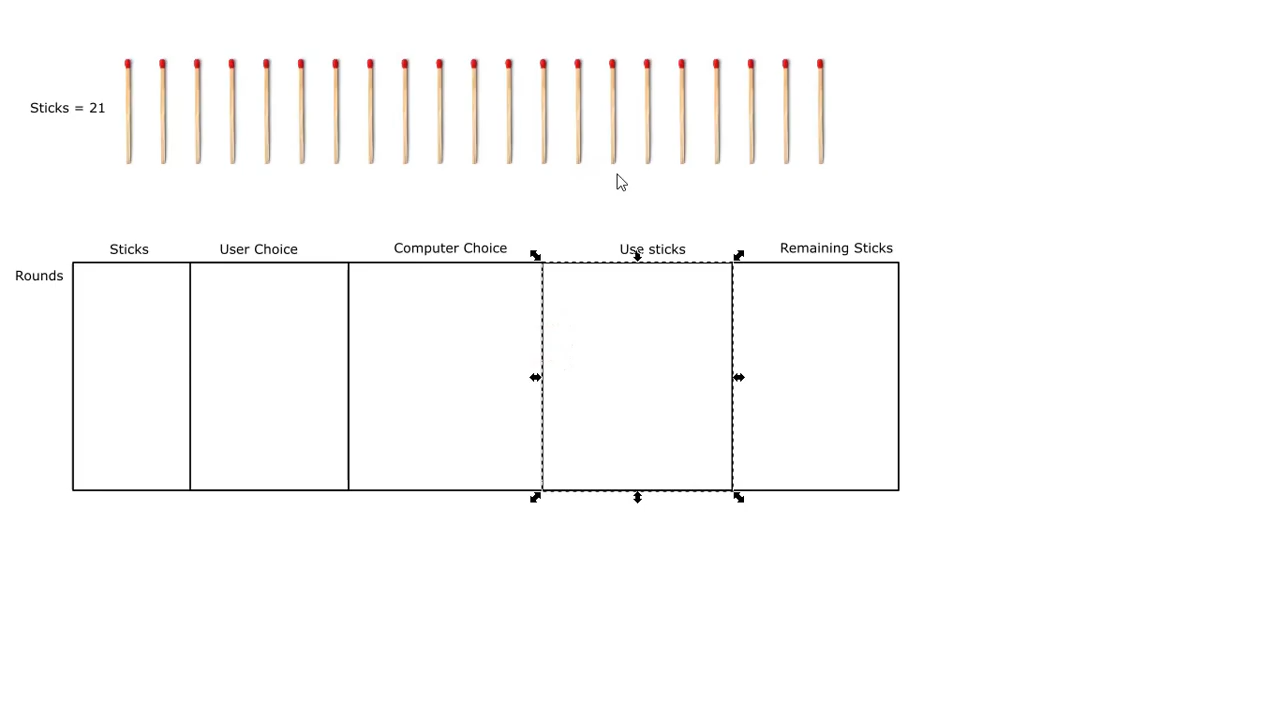 Sticks = 21
Sticks
User Choice
Computer Choice
Use sticks
Remaining Sticks
Rounds